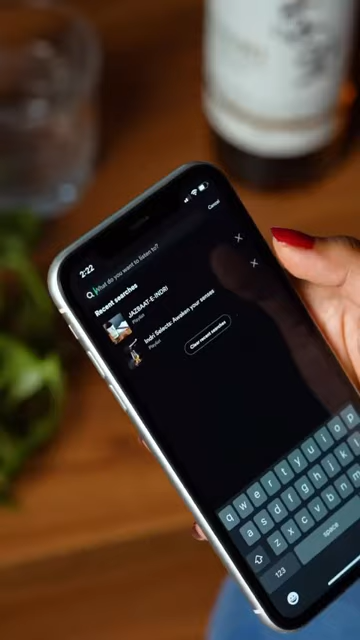 2:22
What do you want to listen to?
Cancel
Recent searches
JAZBAAT-E-INDRI
Playlist
Indri Selects: Awaken your senses
Playlist
Clear recent searches
q w e r t y u i o p
a s d f g h j k l
z x c v b n m
123
space